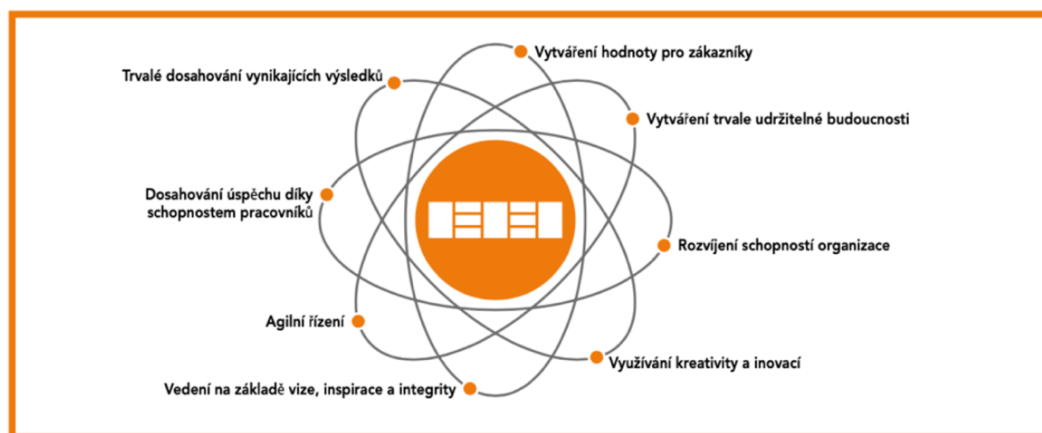 Vytváření hodnoty pro zákazníky
Trvalé dosahování vynikajících výsledků
Vytváření trvale udržitelné budoucnosti
Dosahování úspěchu díky
schopnostem pracovníků
Rozvíjení schopností organizace
Agilní řízení
Využívání kreativity a inovací
Vedení na základě vize, inspirace a integrity